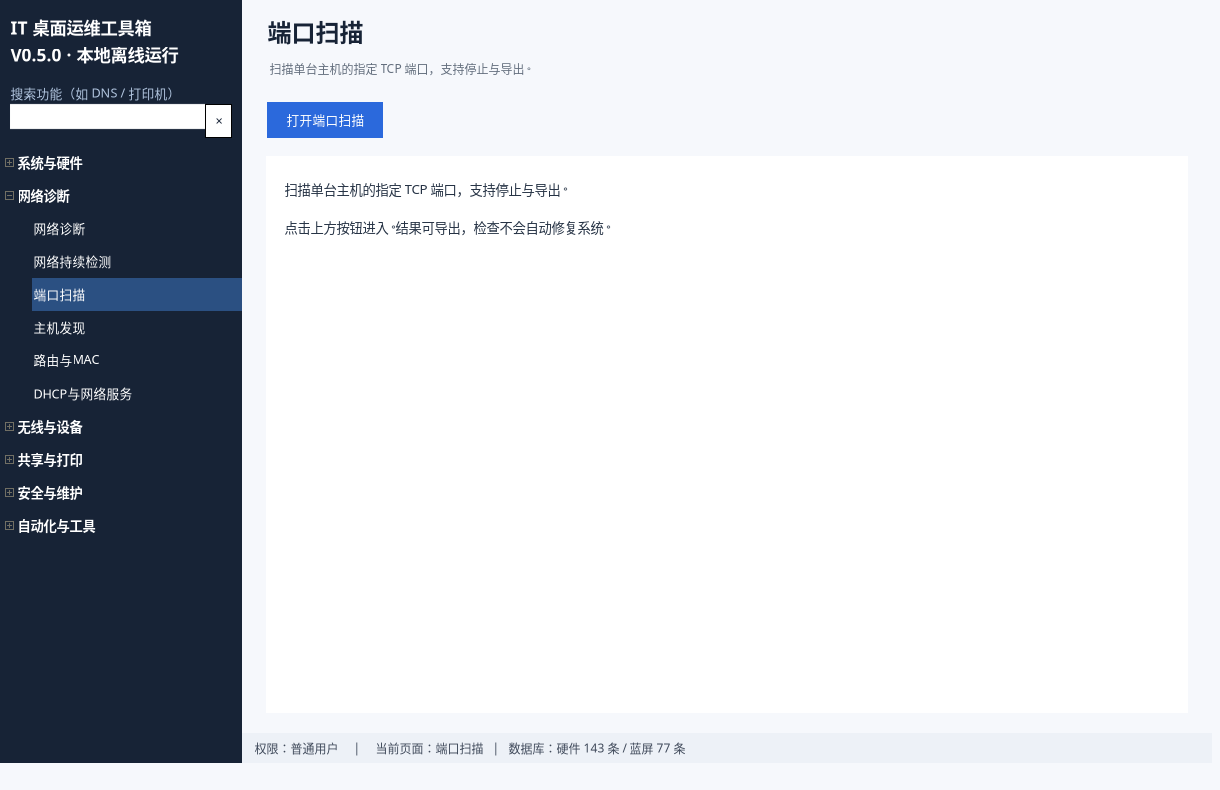 IT 桌面运维工具箱
V0.5.0 · 本地离线运行
搜索功能（如 DNS / 打印机）
×
系统与硬件
网络诊断
网络诊断
网络持续检测
端口扫描
主机发现
路由与MAC
DHCP与网络服务
无线与设备
共享与打印
安全与维护
自动化与工具
端口扫描
扫描单台主机的指定 TCP 端口，支持停止与导出。
打开端口扫描
扫描单台主机的指定 TCP 端口，支持停止与导出。
点击上方按钮进入。结果可导出，检查不会自动修复系统。
权限：普通用户 | 当前页面：端口扫描 | 数据库：硬件 143 条 / 蓝屏 77 条